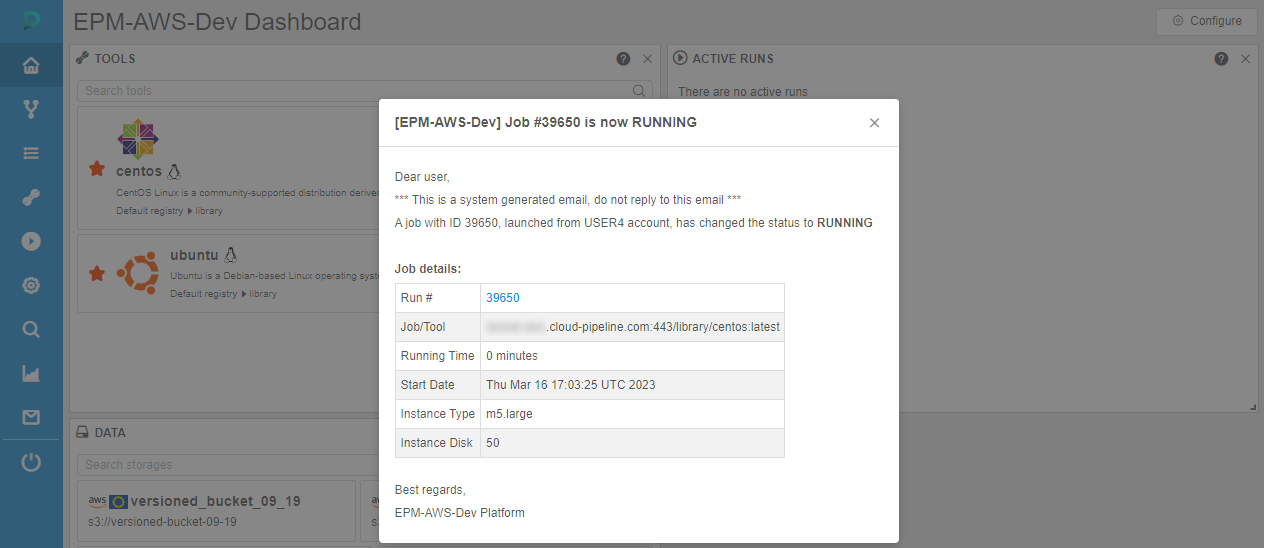 EPM-AWS-Dev Dashboard
Configure
TOOLS
Search tools
centos
CentOS Linux is a community-supported distribution derive
Default registry library
ubuntu
Ubuntu is a Debian-based Linux operating syste
Default registry library
ACTIVE RUNS
There are no active runs
DATA
Search storages
aws versioned_bucket_09_19
s3://versioned-bucket-09-19
s3:
[EPM-AWS-Dev] Job #39650 is now RUNNING
Dear user,
*** This is a system generated email, do not reply to this email ***
A job with ID 39650, launched from USER4 account, has changed the status to RUNNING
Job details:
Run # 39650
Job/Tool .cloud-pipeline.com:443/library/centos:latest
Running Time 0 minutes
Start Date Thu Mar 16 17:03:25 UTC 2023
Instance Type m5.large
Instance Disk 50
Best regards,
EPM-AWS-Dev Platform